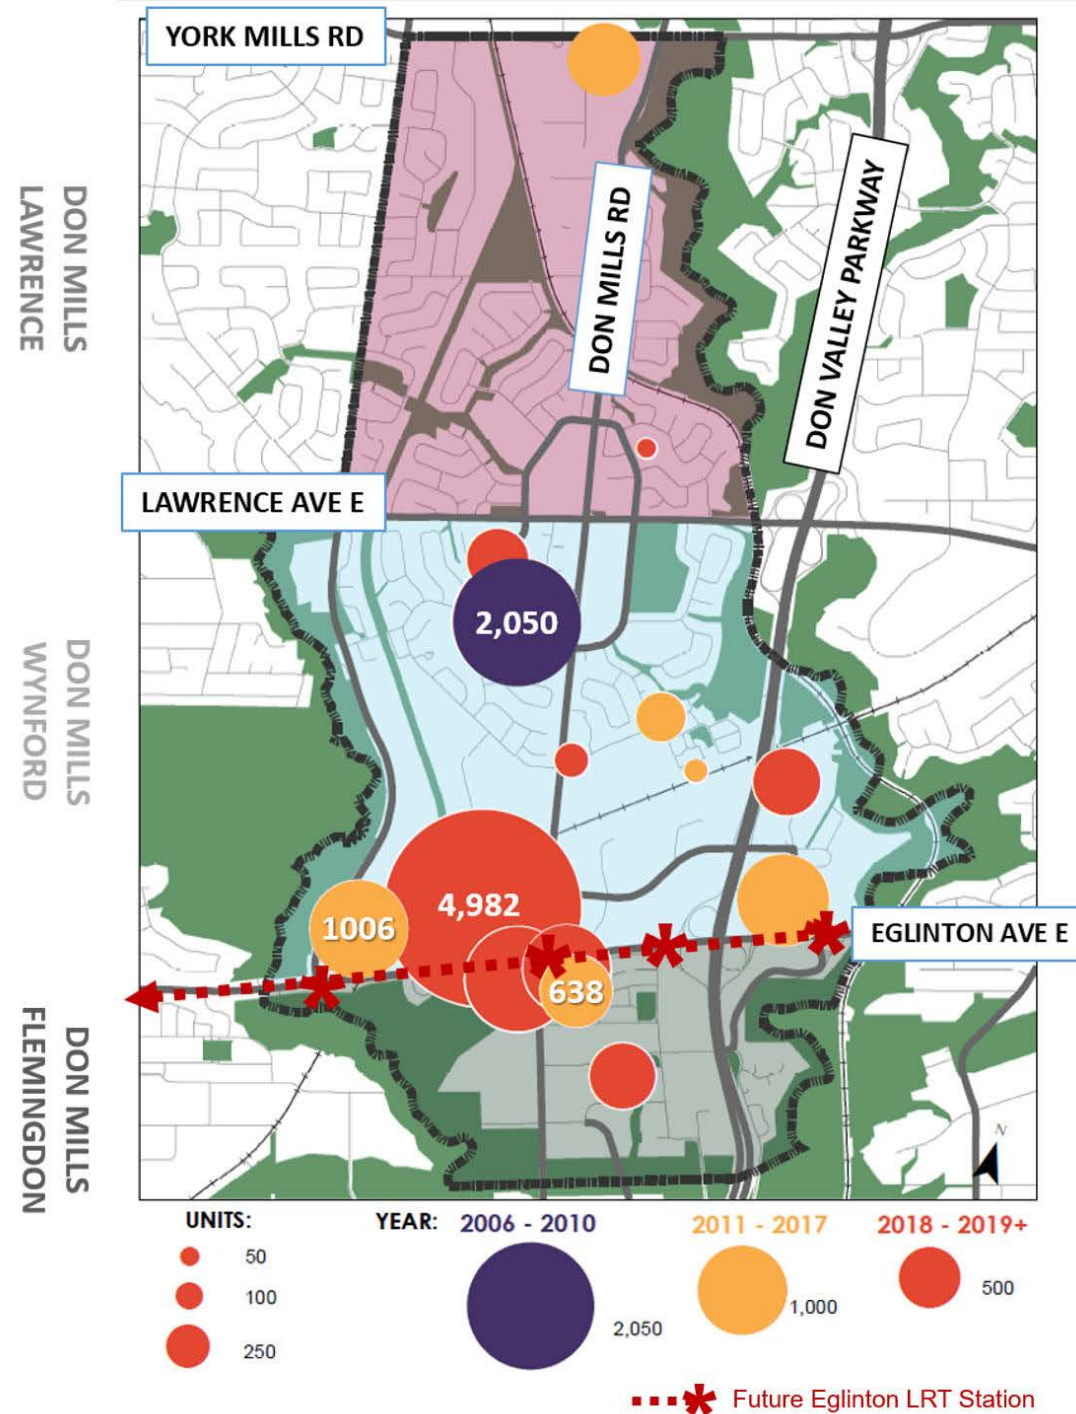 YORK MILLS RD
DON MILLS
LAWRENCE
DON MILLS RD
DON VALLEY PARKWAY
LAWRENCE AVE E
2,050
DON MILLS
WYNFORD
4,982
1006
EGLINTON AVE E
638
DON MILLS
FLEMINGDON
N
UNITS:
YEAR:
2006 - 2010
2011 - 2017
2018 - 2019+
50
100
250
2,050
1,000
500
Future Eglinton LRT Station